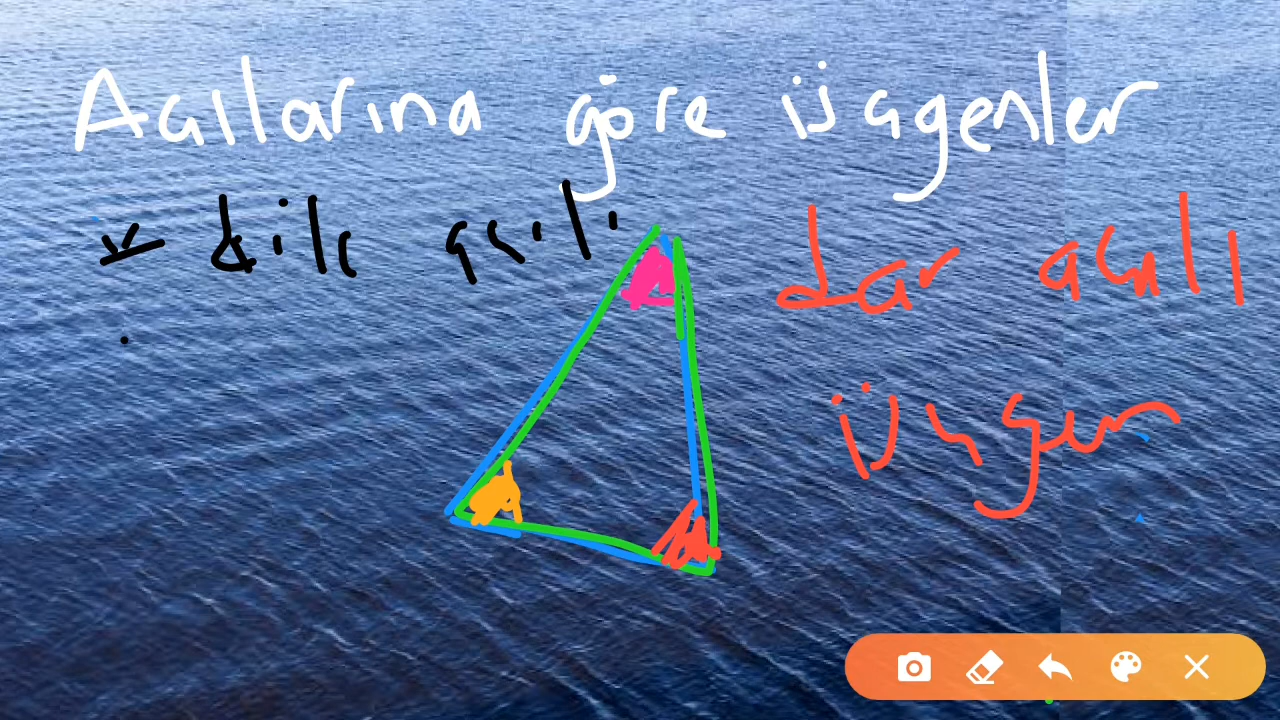 Açılarına göre üçgenler
dik açılı
dar açılı
üçgen